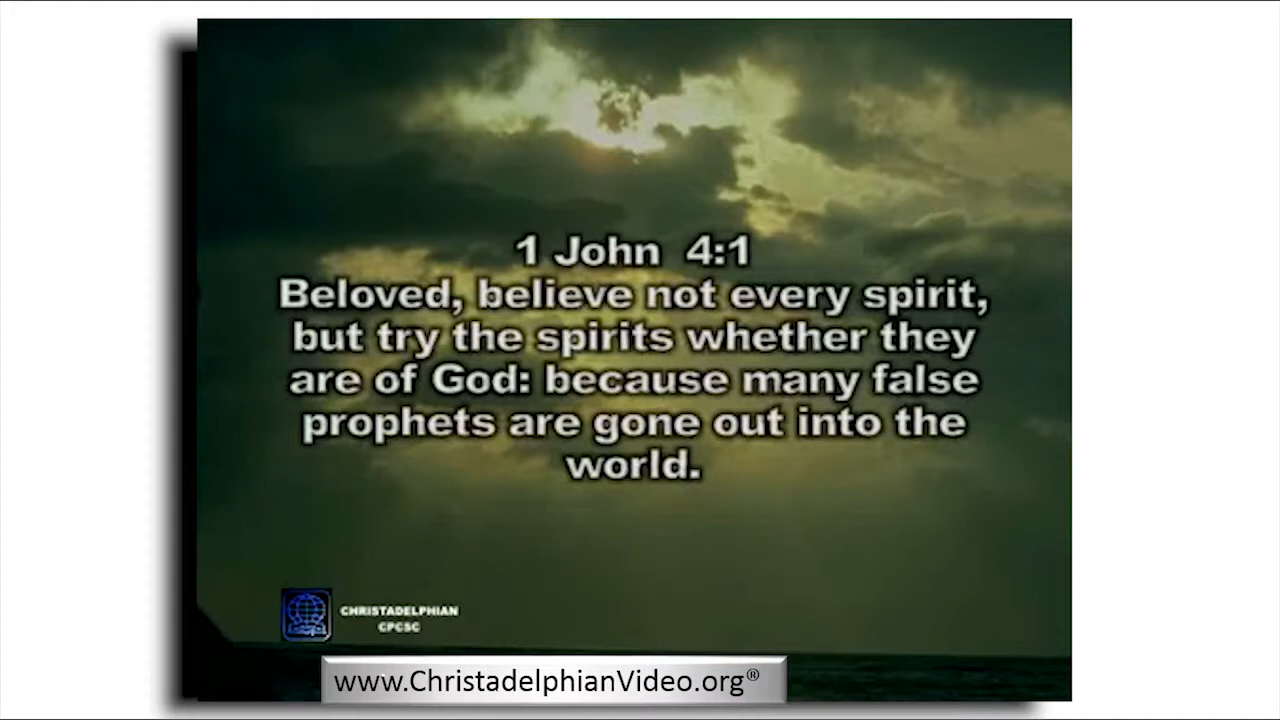 1 John 4:1
Beloved, believe not every spirit,
but try the spirits whether they
are of God: because many false
prophets are gone out into the
world.
CHRISTADELPHIAN
CPCSC
www.ChristadelphianVideo.org®